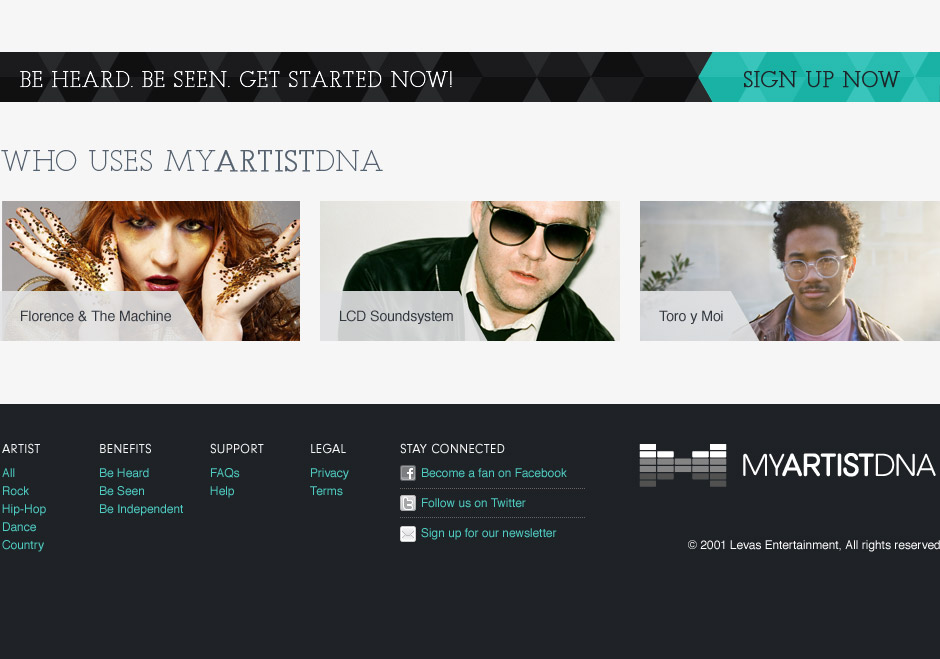 BE HEARD. BE SEEN. GET STARTED NOW!
SIGN UP NOW
WHO USES MYARTISTDNA
Florence & The Machine
LCD Soundsystem
Toro y Moi
ARTIST
All
Rock
Hip-Hop
Dance
Country
BENEFITS
Be Heard
Be Seen
Be Independent
SUPPORT
FAQs
Help
LEGAL
Privacy
Terms
STAY CONNECTED
Become a fan on Facebook
Follow us on Twitter
Sign up for our newsletter
MYARTISTDNA
© 2001 Levas Entertainment, All rights reserved